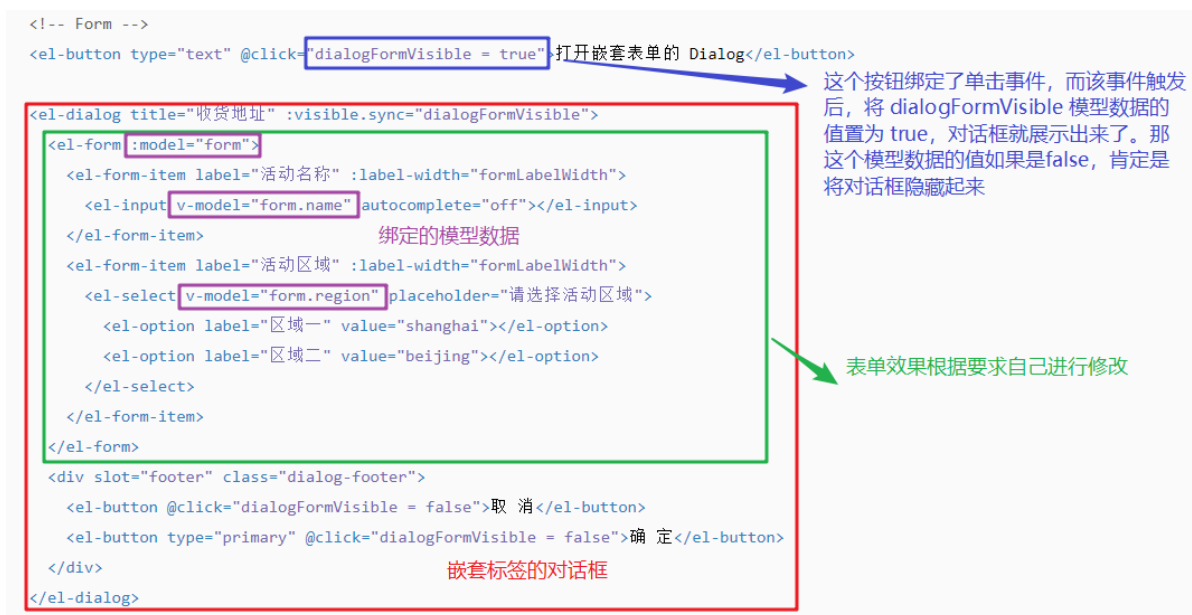 <!-- Form -->
<el-button type="text" @click="dialogFormVisible = true">打开嵌套表单的 Dialog</el-button>
这个按钮绑定了单击事件，而该事件触发
后，将 dialogFormVisible 模型数据的
值置为 true，对话框就展示出来了。那
这个模型数据的值如果是false，肯定是
将对话框隐藏起来
<el-dialog title="收货地址" :visible.sync="dialogFormVisible">
<el-form :model="form">
<el-form-item label="活动名称" :label-width="formLabelWidth">
<el-input v-model="form.name" autocomplete="off"></el-input>
</el-form-item>
绑定的模型数据
<el-form-item label="活动区域" :label-width="formLabelWidth">
<el-select v-model="form.region" placeholder="请选择活动区域">
<el-option label="区域一" value="shanghai"></el-option>
<el-option label="区域二" value="beijing"></el-option>
</el-select>
</el-form-item>
</el-form>
表单效果根据要求自己进行修改
<div slot="footer" class="dialog-footer">
<el-button @click="dialogFormVisible = false">取 消</el-button>
<el-button type="primary" @click="dialogFormVisible = false">确 定</el-button>
</div>
嵌套标签的对话框
</el-dialog>